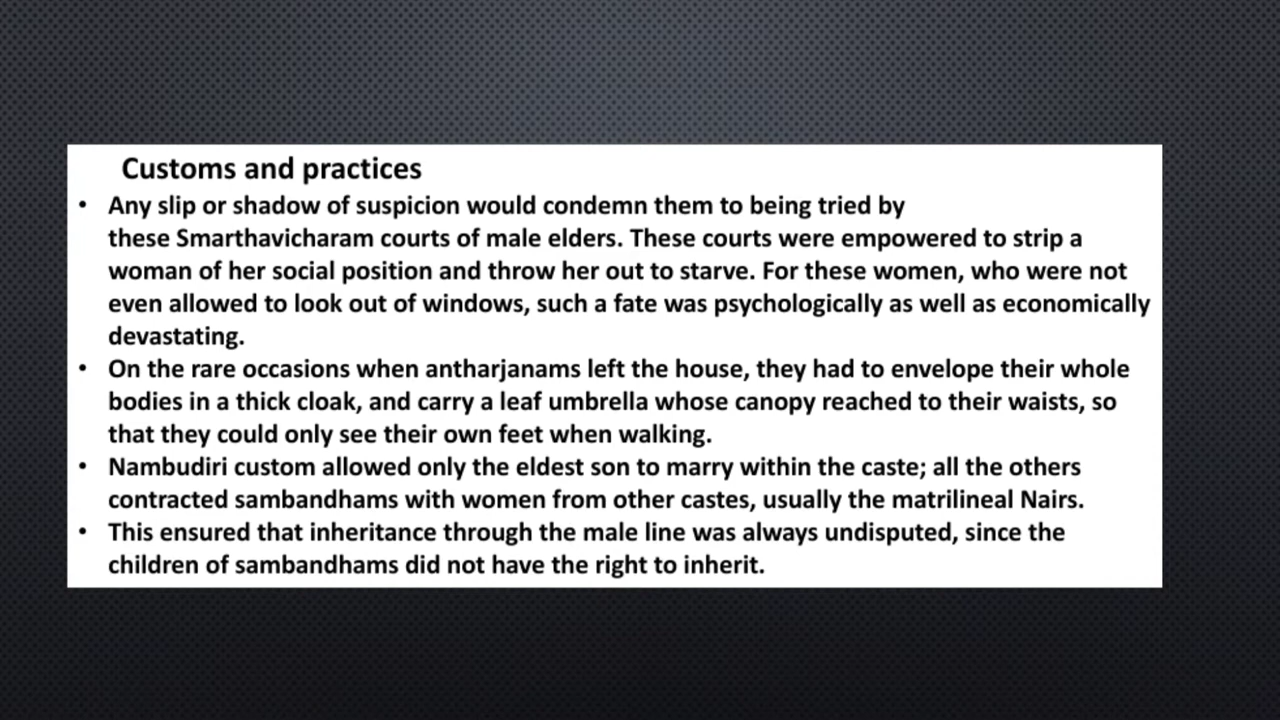 Customs and practices
• Any slip or shadow of suspicion would condemn them to being tried by
these Smarthavicharam courts of male elders. These courts were empowered to strip a
woman of her social position and throw her out to starve. For these women, who were not
even allowed to look out of windows, such a fate was psychologically as well as economically
devastating.
• On the rare occasions when antharjanams left the house, they had to envelope their whole
bodies in a thick cloak, and carry a leaf umbrella whose canopy reached to their waists, so
that they could only see their own feet when walking.
• Nambudiri custom allowed only the eldest son to marry within the caste; all the others
contracted sambandhams with women from other castes, usually the matrilineal Nairs.
• This ensured that inheritance through the male line was always undisputed, since the
children of sambandhams did not have the right to inherit.